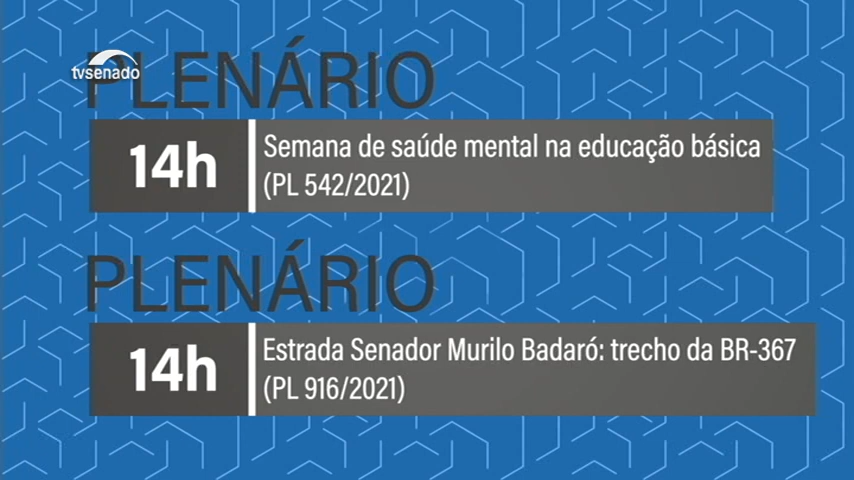 tvsenado
PLENÁRIO
14h
Semana de saúde mental na educação básica
(PL 542/2021)
PLENÁRIO
14h
Estrada Senador Murilo Badaró: trecho da BR-367
(PL 916/2021)